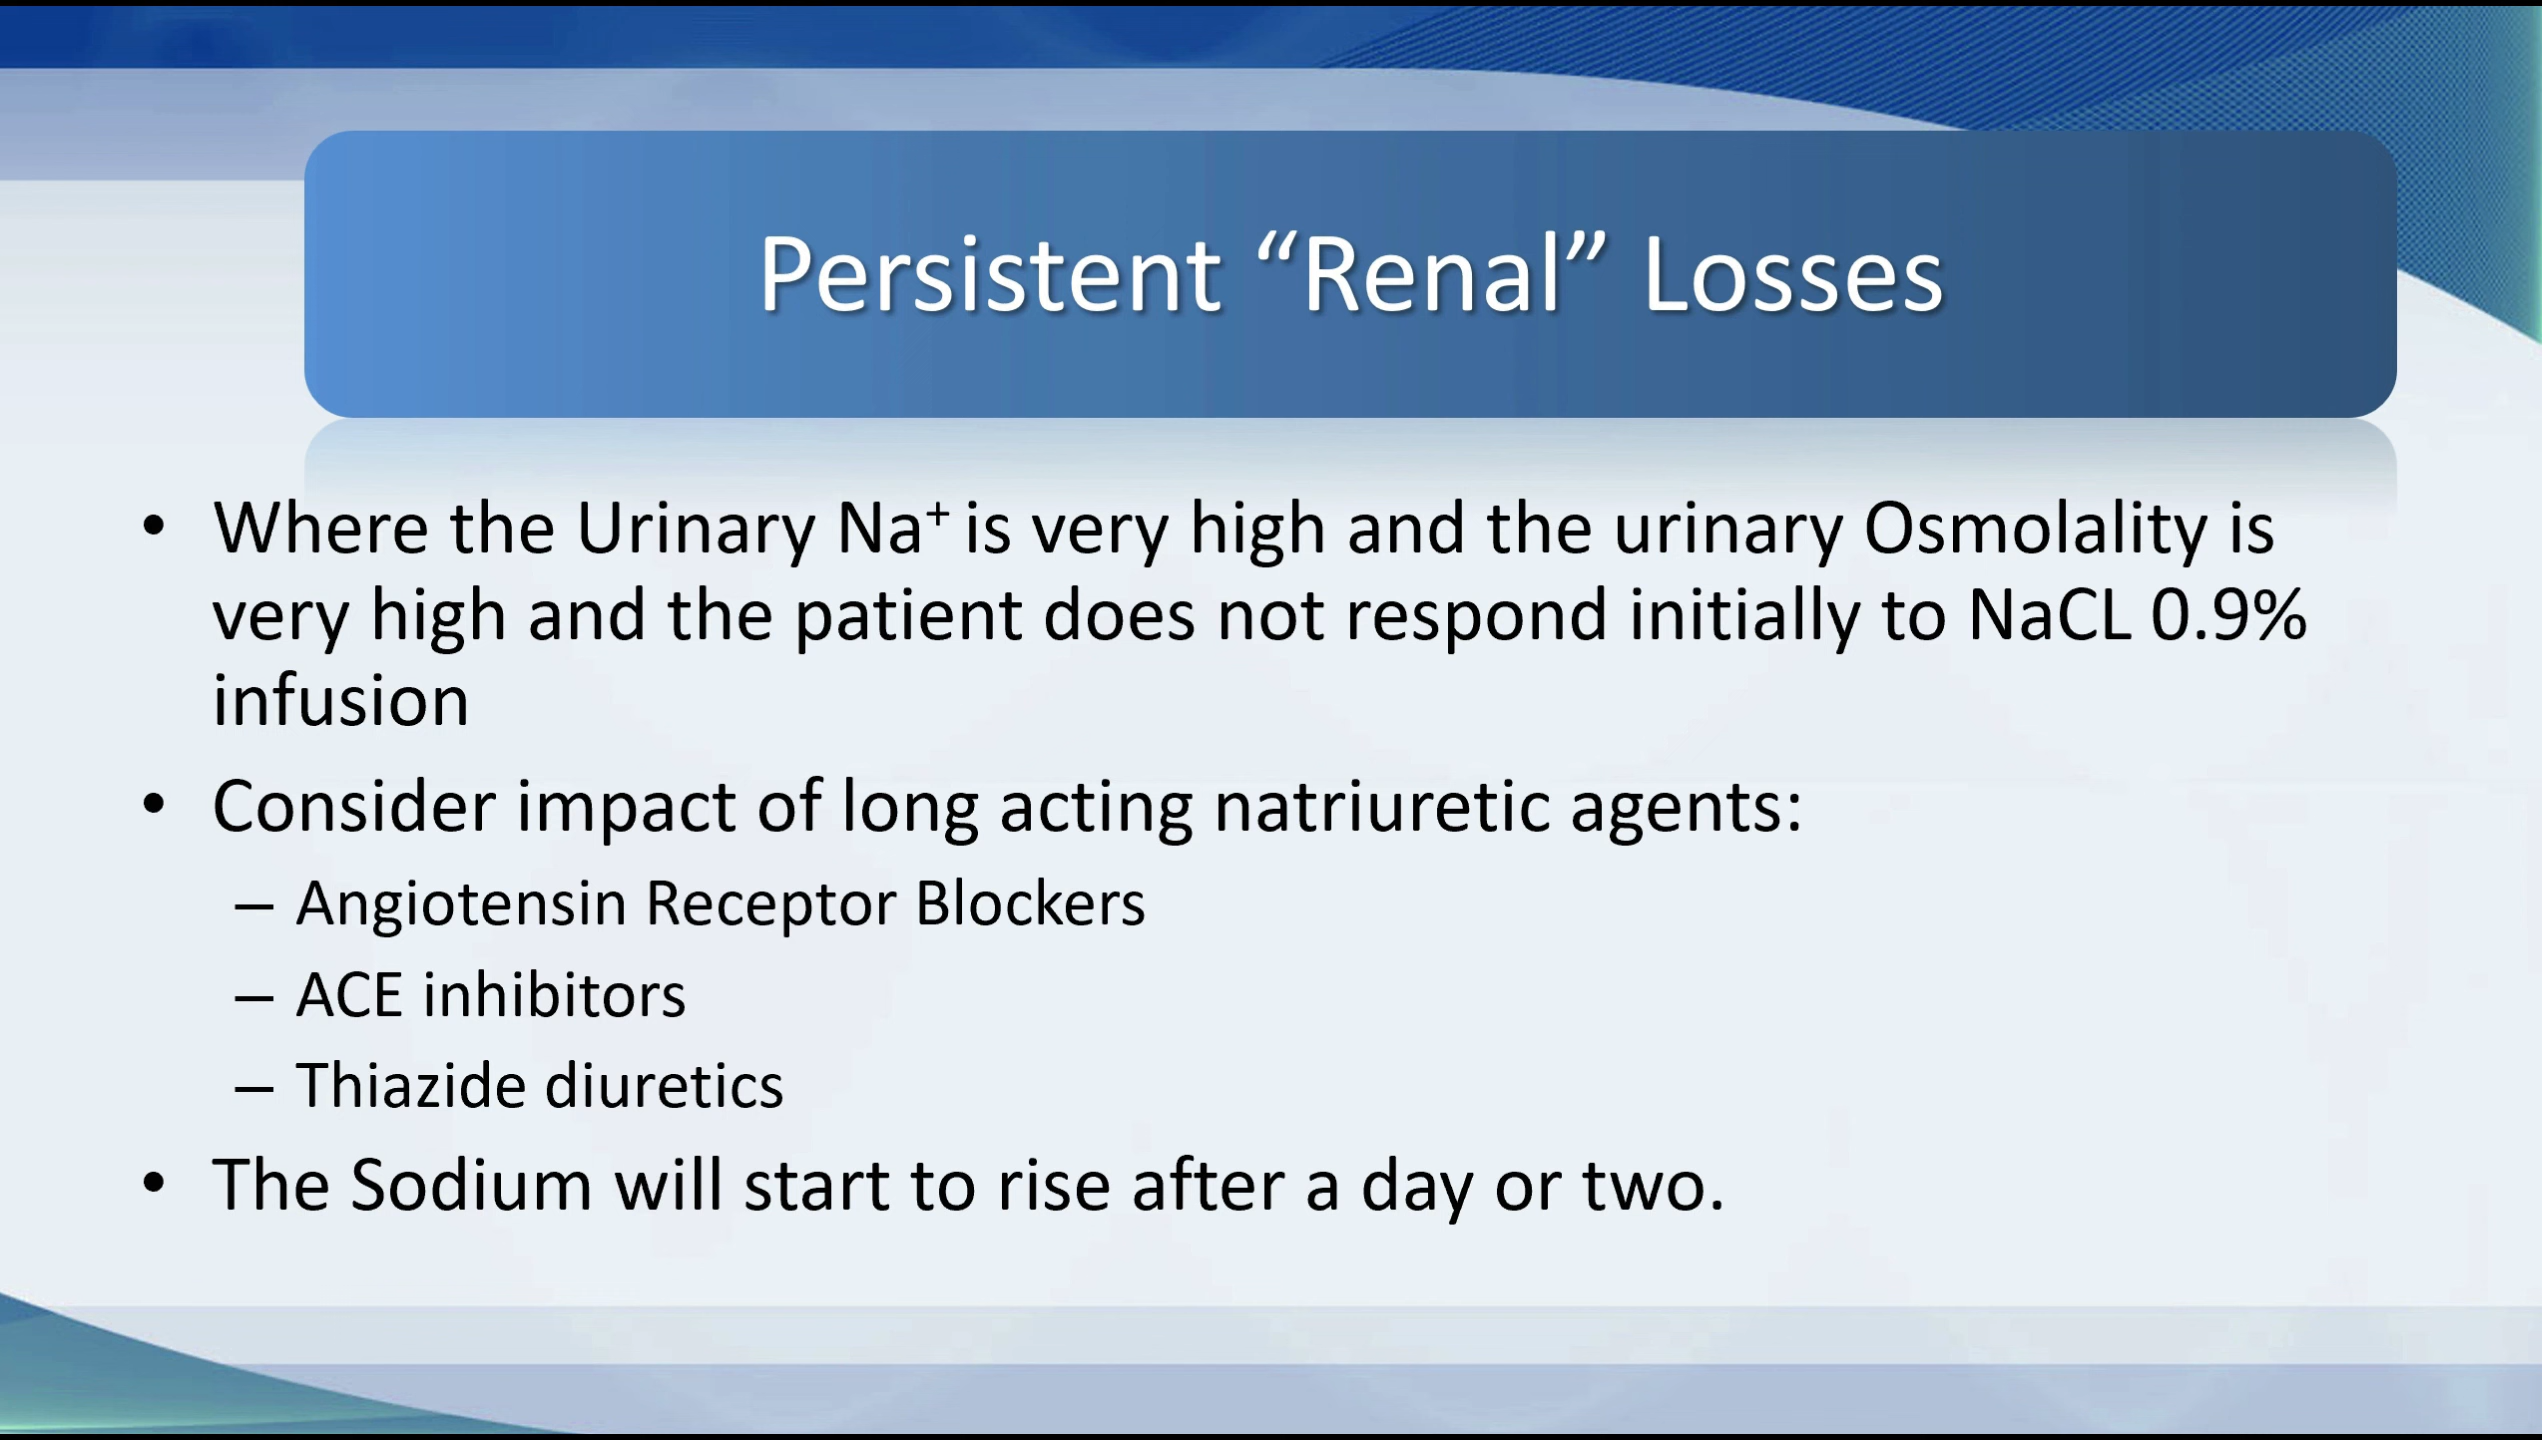 Persistent “Renal” Losses
• Where the Urinary Na⁺ is very high and the urinary Osmolality is
very high and the patient does not respond initially to NaCL 0.9%
infusion
• Consider impact of long acting natriuretic agents:
– Angiotensin Receptor Blockers
– ACE inhibitors
– Thiazide diuretics
• The Sodium will start to rise after a day or two.